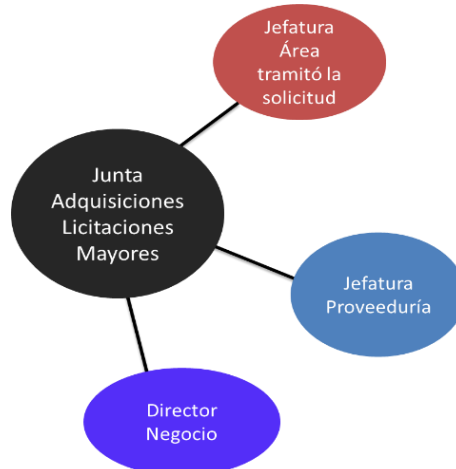 Jefatura
Área
tramitó la
solicitud
Junta
Adquisiciones
Licitaciones
Mayores
Jefatura
Proveeduría
Director
Negocio